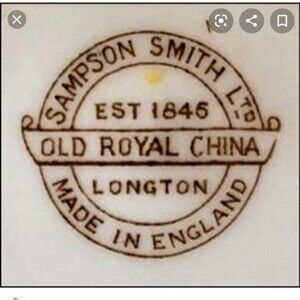 SAMPSON SMITH LTD
EST 1846
OLD ROYAL CHINA
LONGTON
MADE IN ENGLAND